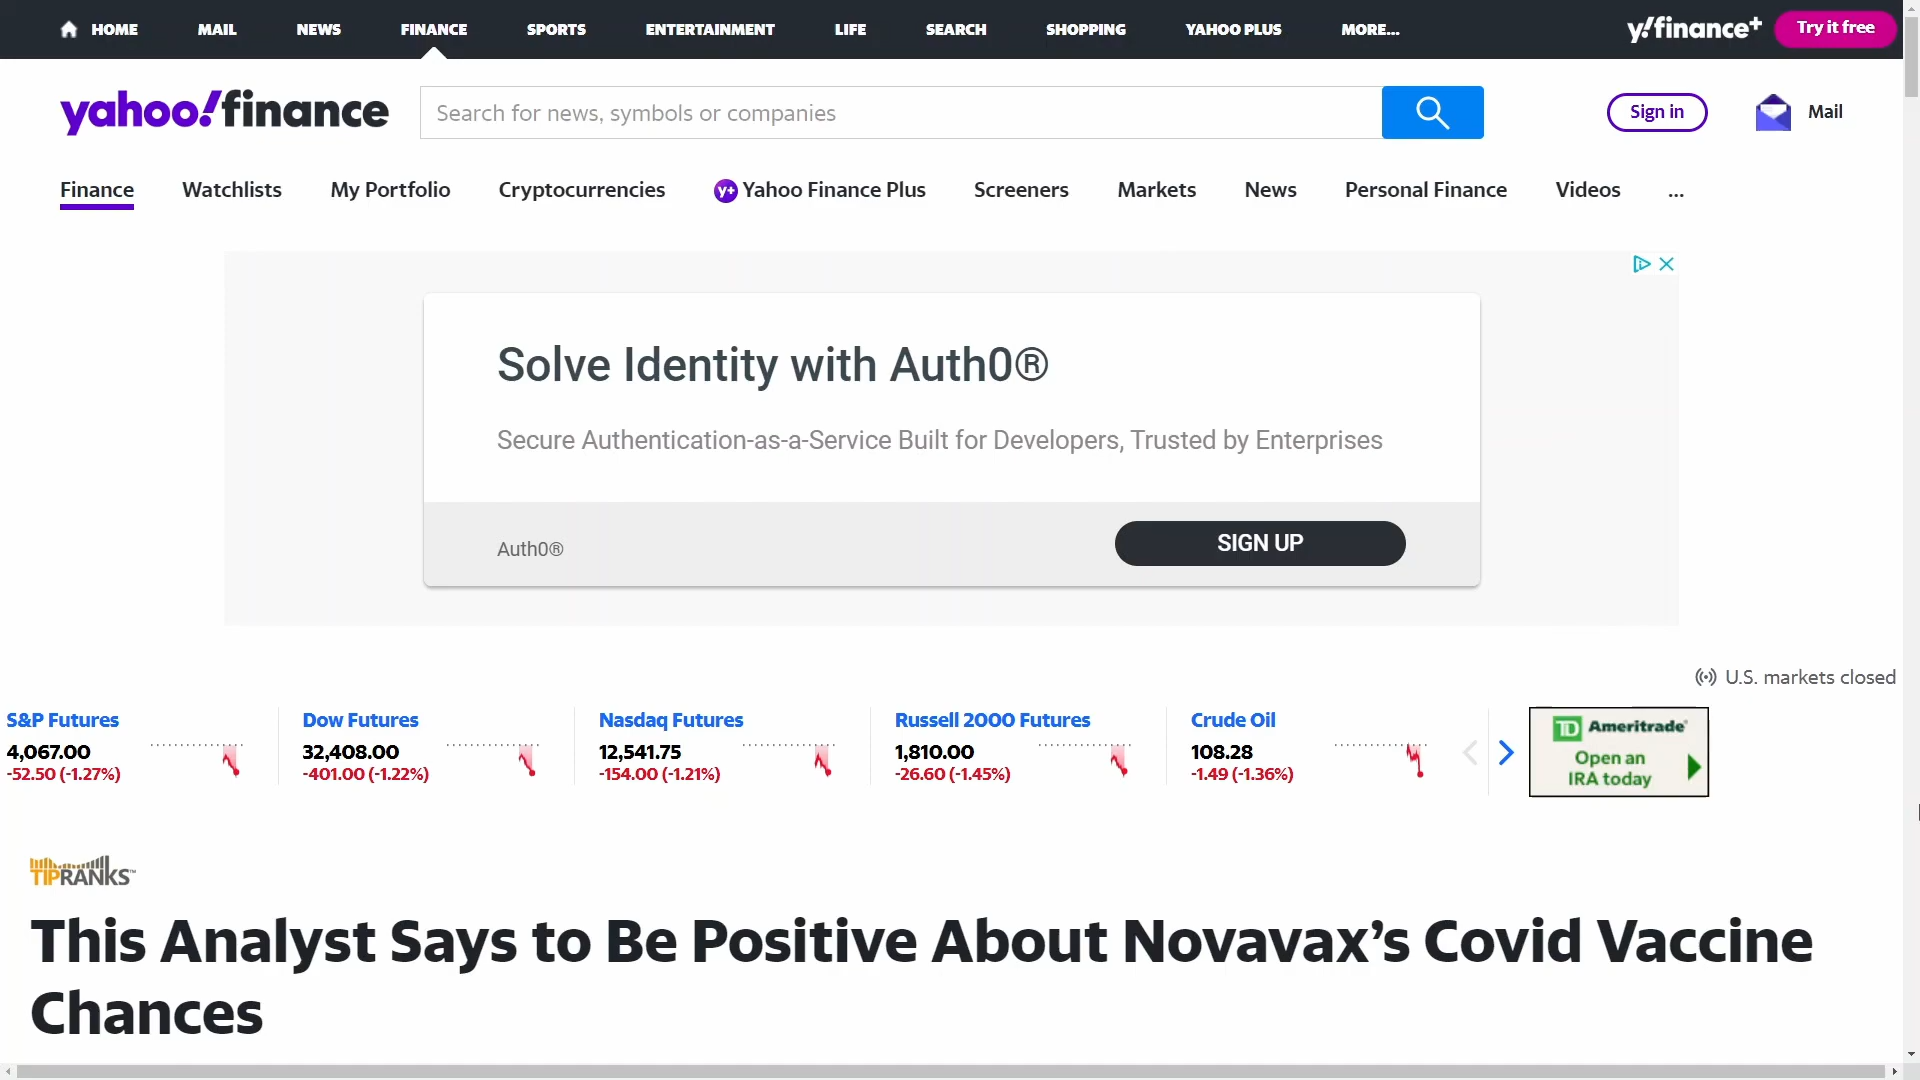 HOME MAIL NEWS FINANCE SPORTS ENTERTAINMENT LIFE SEARCH SHOPPING YAHOO PLUS MORE... y!finance+ Try it free
yahoo!finance Search for news, symbols or companies Sign in Mail
Finance Watchlists My Portfolio Cryptocurrencies y+ Yahoo Finance Plus Screeners Markets News Personal Finance Videos ...
Solve Identity with Auth0®
Secure Authentication-as-a-Service Built for Developers, Trusted by Enterprises
Auth0® SIGN UP
U.S. markets closed
S&P Futures
4,067.00
-52.50 (-1.27%)
Dow Futures
32,408.00
-401.00 (-1.22%)
Nasdaq Futures
12,541.75
-154.00 (-1.21%)
Russell 2000 Futures
1,810.00
-26.60 (-1.45%)
Crude Oil
108.28
-1.49 (-1.36%)
TD Ameritrade
Open an
IRA today
TIPRANKS™
This Analyst Says to Be Positive About Novavax’s Covid Vaccine
Chances